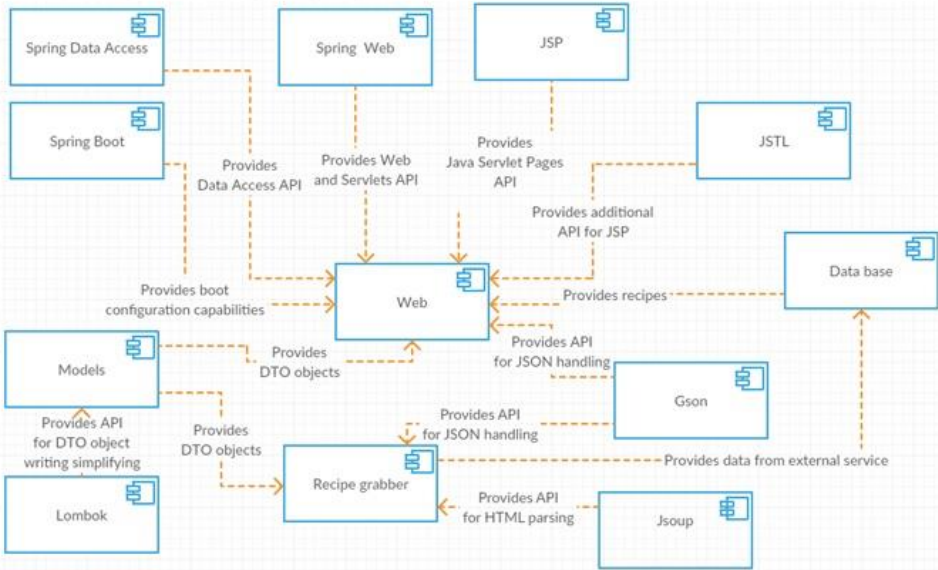 Spring Data Access
Spring Web
JSP
Spring Boot
JSTL
Provides
Data Access API
Provides Web
and Servlets API
Provides
Java Servlet Pages
API
Provides additional
API for JSP
Data base
Web
Provides recipes
Provides boot
configuration capabilities
Models
Provides
DTO objects
Provides API
for JSON handling
Gson
Provides API
for DTO object
writing simplifying
Provides
DTO objects
Provides API
for JSON handling
Recipe grabber
Provides data from external service
Lombok
Provides API
for HTML parsing
Jsoup